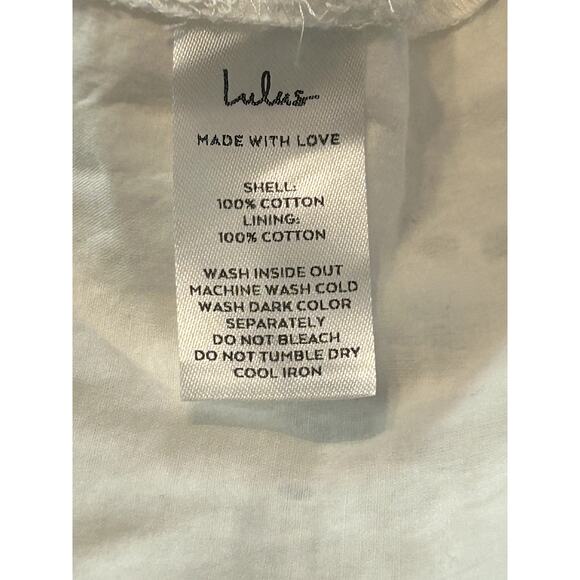 Lulus
MADE WITH LOVE
SHELL:
100% COTTON
LINING:
100% COTTON
WASH INSIDE OUT
MACHINE WASH COLD
WASH DARK COLOR
SEPARATELY
DO NOT BLEACH
DO NOT TUMBLE DRY
COOL IRON